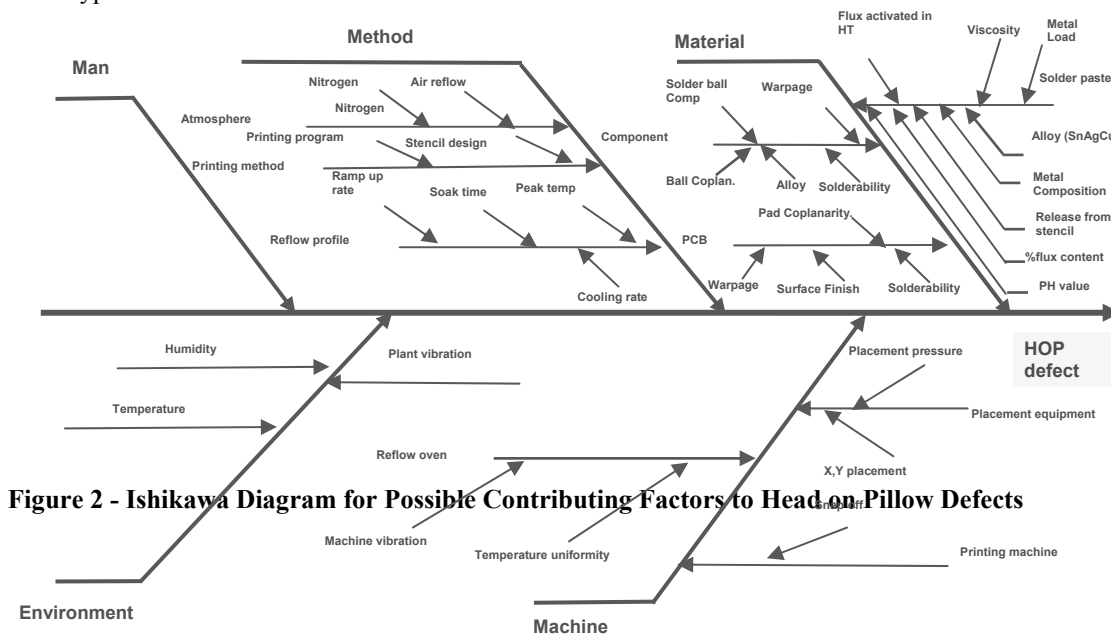 Flux activated in
HT
Viscosity
Metal
Load
Method
Material
Man
Solder paste
Nitrogen
Air reflow
Solder ball
Comp
Warpage
Nitrogen
Atmosphere
Printing program
Stencil design
Component
Alloy (SnAgCu
Printing method
Ramp up
rate
Soak time
Peak temp
Ball Coplan.
Alloy
Solderability
Metal
Composition
Pad Coplanarity
Release from
stencil
Reflow profile
PCB
%flux content
Warpage
Surface Finish
Solderability
PH value
Cooling rate
Humidity
Plant vibration
Placement pressure
HOP
defect
Temperature
Placement equipment
Reflow oven
X,Y placement
Figure 2 - Ishikawa Diagram for Possible Contributing Factors to Head on Pillow Defects
Snap off
Machine vibration
Temperature uniformity
Printing machine
Environment
Machine